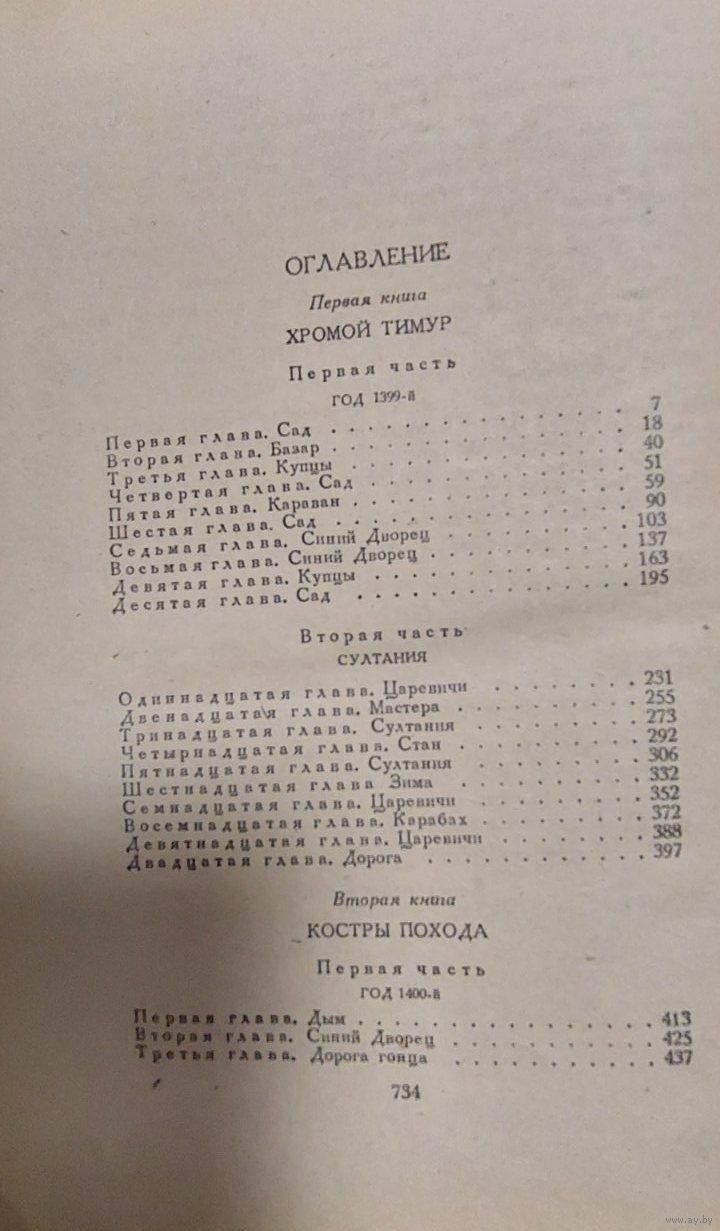 ОГЛАВЛЕНИЕ
Первая книга
ХРОМОЙ ТИМУР
Первая часть
ГОД 1399-й
Первая глава. Сад . . . . . . . . . . . . . . 7
Вторая глава. Базар . . . . . . . . . . . . . 18
Третья глава. Купцы . . . . . . . . . . . . . 40
Четвертая глава. Сад . . . . . . . . . . . . . 51
Пятая глава. Караван . . . . . . . . . . . . . 59
Шестая глава. Сад . . . . . . . . . . . . . 90
Седьмая глава. Синий Дворец . . . . . . . . . 103
Восьмая глава. Синий Дворец . . . . . . . . . 137
Девятая глава. Купцы . . . . . . . . . . . . 163
Десятая глава. Сад . . . . . . . . . . . . . 195
Вторая часть
СУЛТАНИЯ
Одиннадцатая глава. Царевичи . . . . . . . . 231
Двенадцатая глава. Мастера . . . . . . . . . 255
Тринадцатая глава. Султания . . . . . . . . 273
Четырнадцатая глава. Стан . . . . . . . . . 292
Пятнадцатая глава. Султания . . . . . . . . 306
Шестнадцатая глава Зима . . . . . . . . . 332
Семнадцатая глава. Царевичи . . . . . . . . 352
Восемнадцатая глава. Карабах . . . . . . . . 372
Девятнадцатая глава. Царевичи . . . . . . . 388
Двадцатая глава. Дорога . . . . . . . . . . 397
Вторая книга
КОСТРЫ ПОХОДА
Первая часть
ГОД 1400-й
Первая глава. Дым . . . . . . . . . . . . . . 413
Вторая глава. Синий Дворец . . . . . . . . . 425
Третья глава. Дорога гонца . . . . . . . . . 437
734
www.ay.by